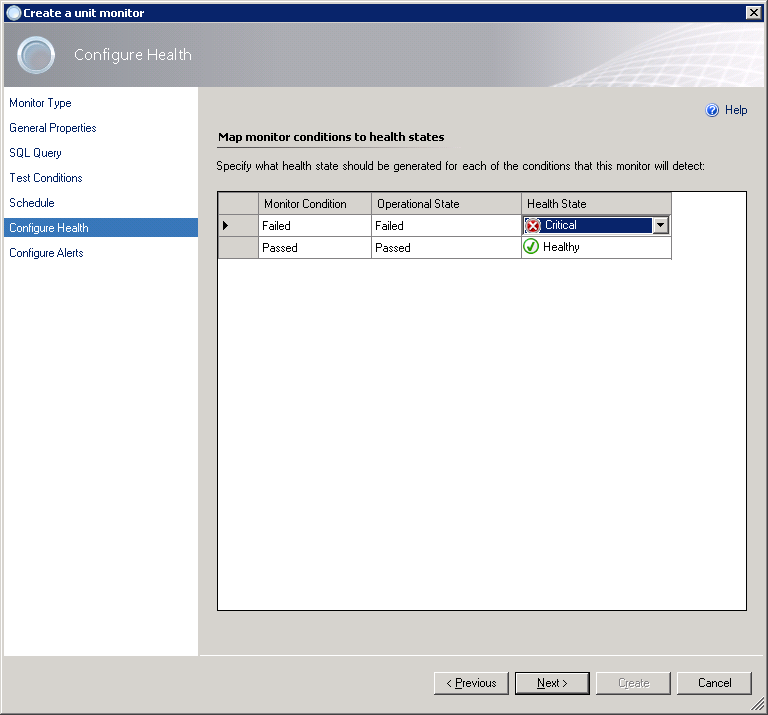 Create a unit monitor
Configure Health
Monitor Type
General Properties
SQL Query
Test Conditions
Schedule
Configure Health
Configure Alerts
Help
Map monitor conditions to health states
Specify what health state should be generated for each of the conditions that this monitor will detect:
Monitor Condition Operational State Health State
Failed Failed Critical
Passed Passed Healthy
< Previous Next > Create Cancel